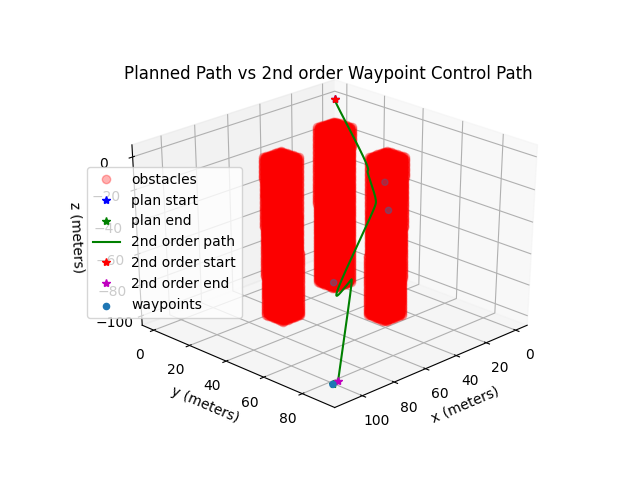 Planned Path vs 2nd order Waypoint Control Path
obstacles
plan start
plan end
2nd order path
2nd order start
2nd order end
waypoints
z (meters)
0
−20
−40
−60
−80
−100
y (meters)
0
20
40
60
80
x (meters)
100
80
60
40
20
0